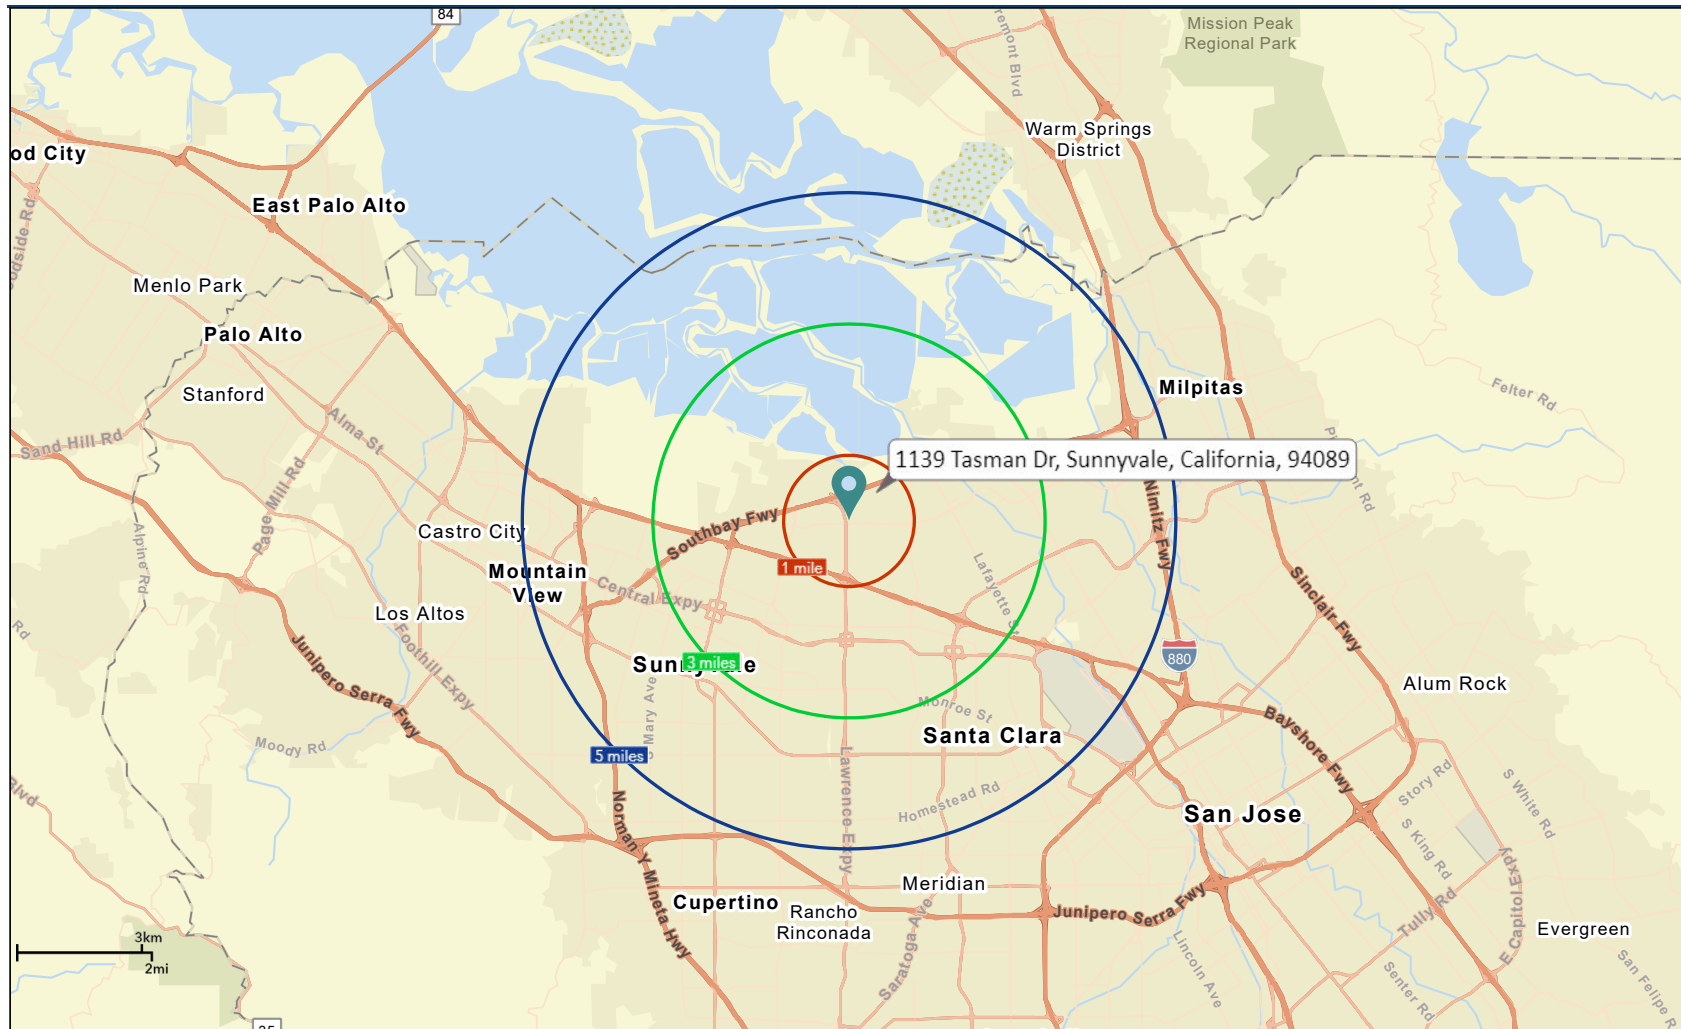 84
Mission Peak
Regional Park
Warm Springs
District
East Palo Alto
Menlo Park
Palo Alto
Stanford
Sand Hill Rd
Alma St
Page Mill Rd
Alpine Rd
Castro City
Mountain
View
Los Altos
Foothill Expy
Junipero Serra Fwy
Moody Rd
Southbay Fwy
Central Expy
1139 Tasman Dr, Sunnyvale, California, 94089
1 mile
3 miles
5 miles
Milpitas
Felter Rd
Nimitz Fwy
Sinclair Fwy
880
Lafayette St
Monroe St
Santa Clara
Alum Rock
Bayshore Fwy
Story Rd
S White Rd
S King Rd
Tully Rd
E Capitol Expy
San Jose
Homestead Rd
Lawrence Expy
Norman Y Mineta Hwy
Meridian
Cupertino
Rancho
Rinconada
Saratoga Ave
Junipero Serra Fwy
Lincoln Ave
Senter Rd
Evergreen
San Felipe R
3km
2mi
od City
Rd
Blvd
Mary Ave